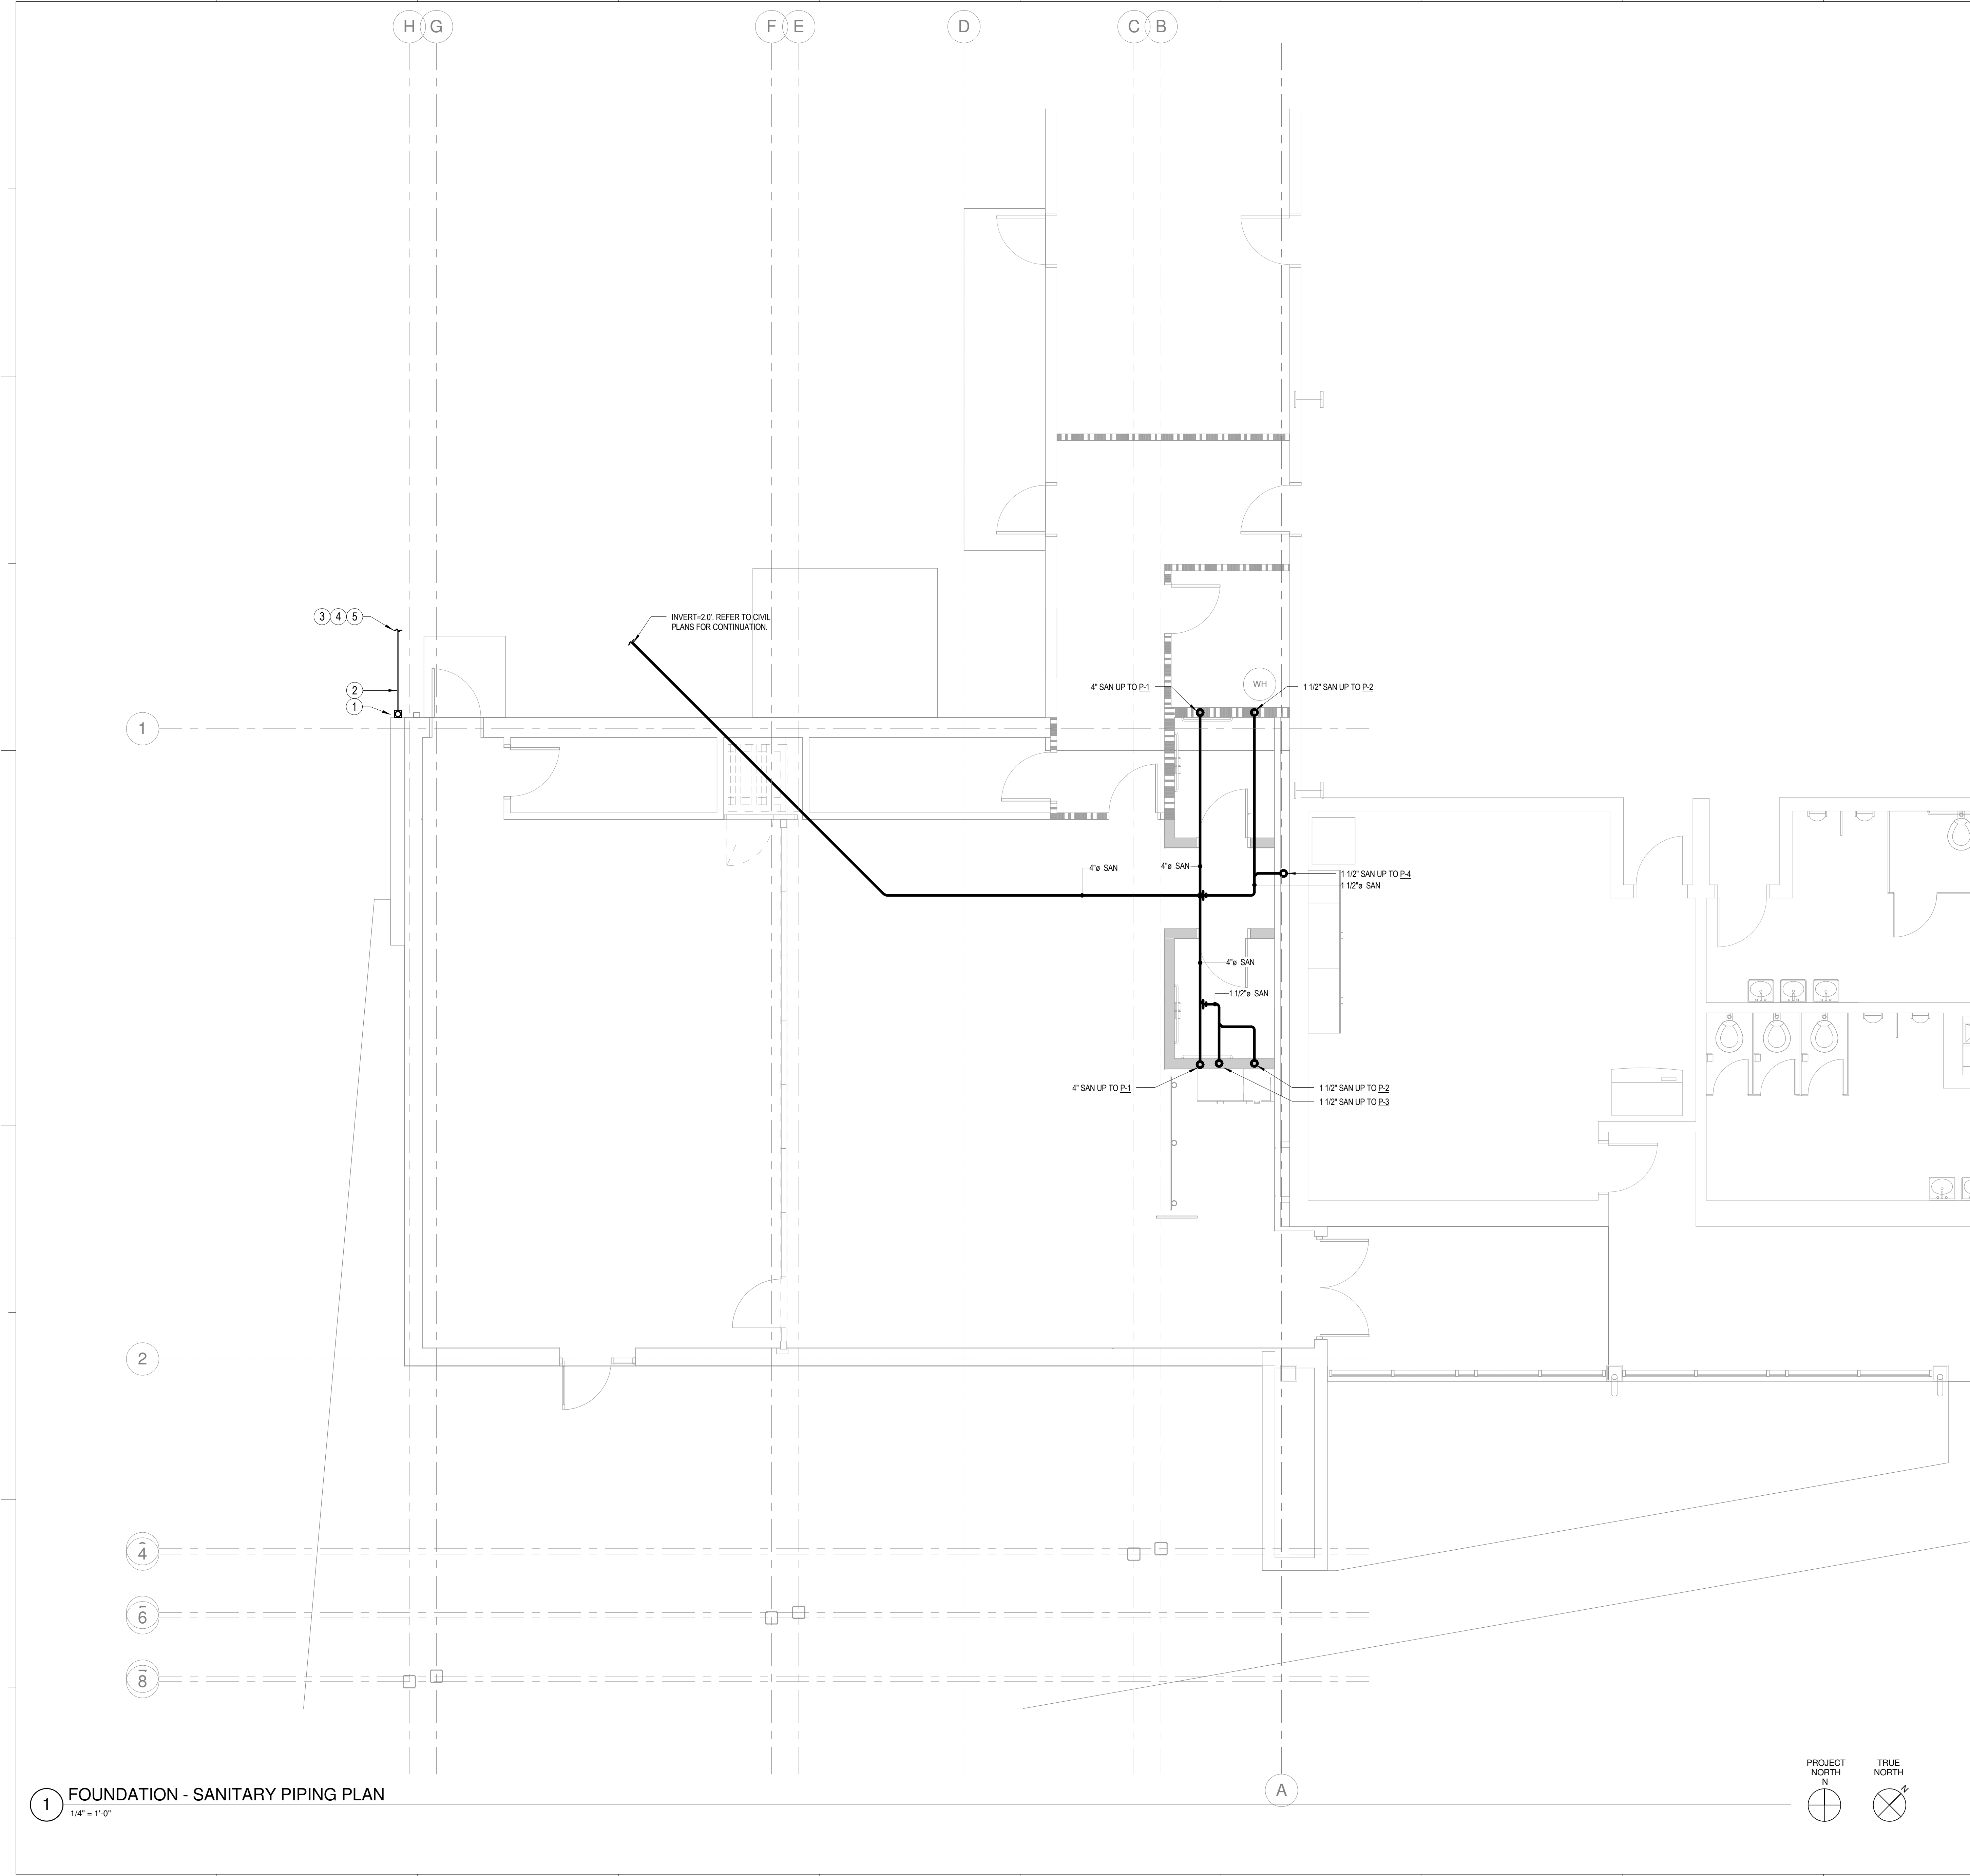 H G F E D C B
3 4 5
INVERT=2.0'. REFER TO CIVIL
PLANS FOR CONTINUATION.
2
1
4" SAN UP TO P-1
WH
1 1/2" SAN UP TO P-2
1
4"ø SAN
4"ø SAN
1 1/2" SAN UP TO P-4
1 1/2"ø SAN
4"ø SAN
1 1/2"ø SAN
4" SAN UP TO P-1
1 1/2" SAN UP TO P-2
1 1/2" SAN UP TO P-3
2
4
6
8
A
1 FOUNDATION - SANITARY PIPING PLAN
1/4" = 1'-0"
PROJECT
NORTH
N
TRUE
NORTH
N